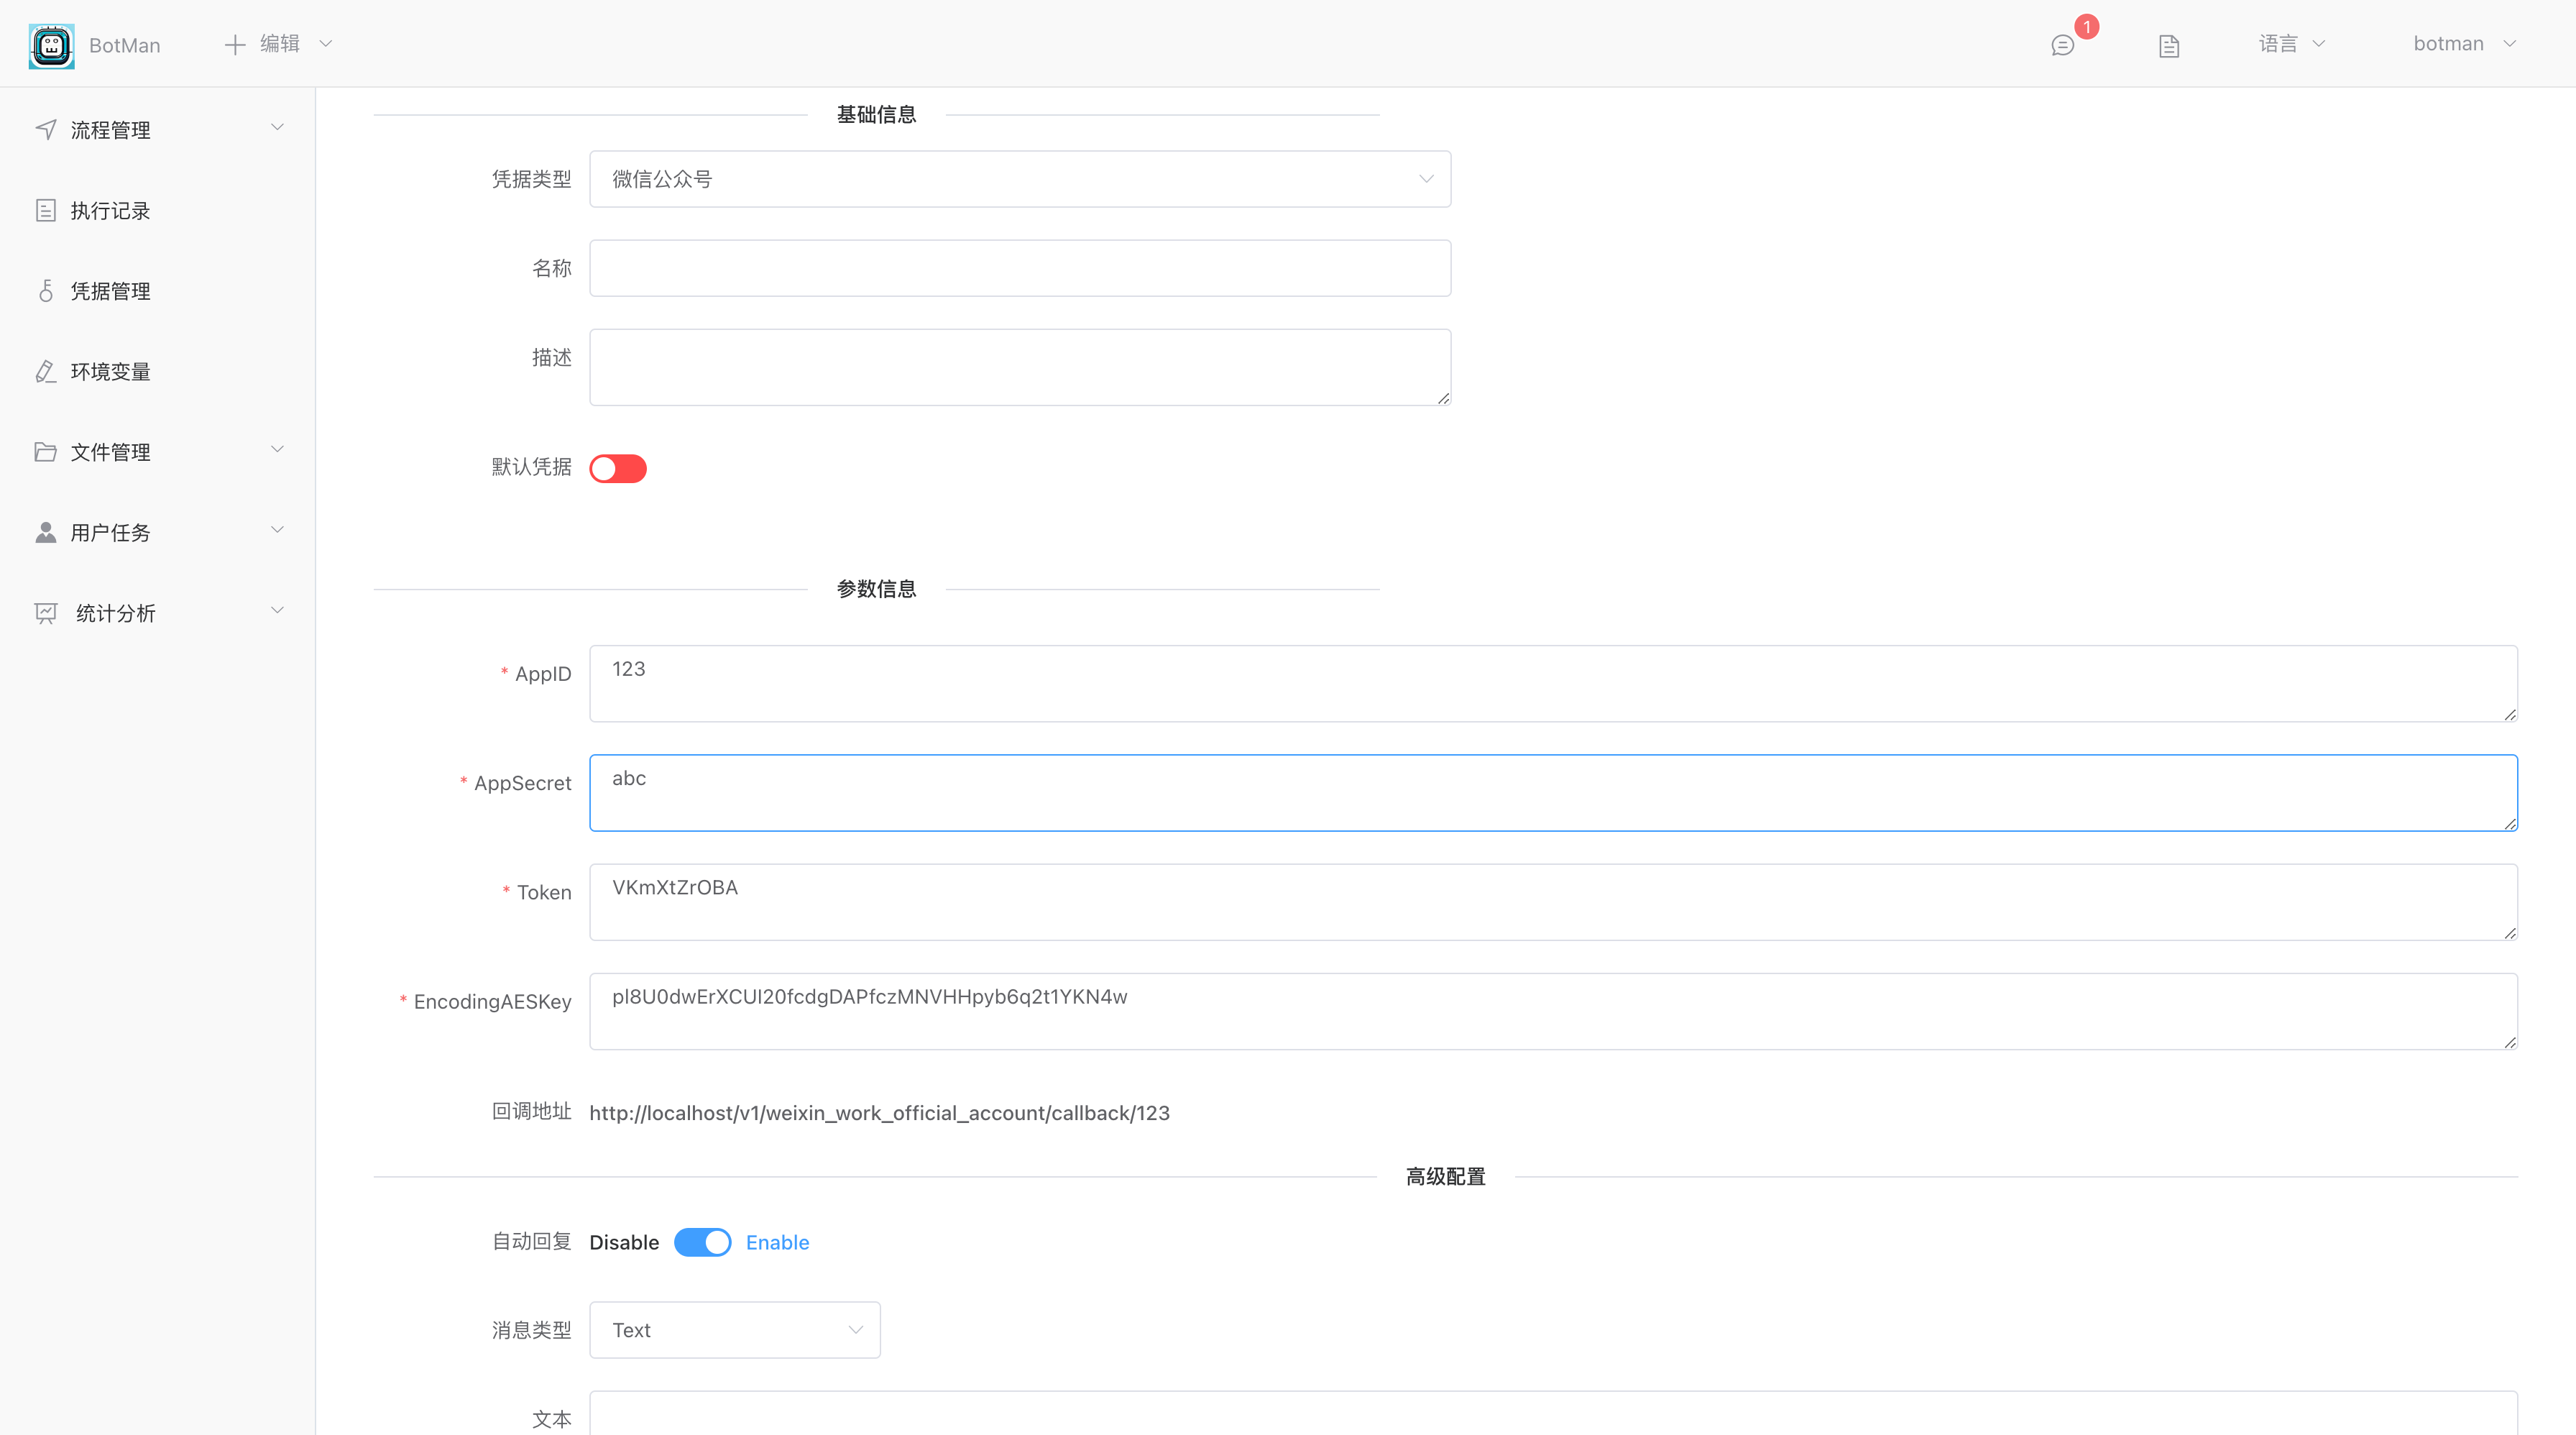 BotMan
编辑
1
语言
botman
流程管理
执行记录
凭据管理
环境变量
文件管理
用户任务
统计分析
基础信息
凭据类型 微信公众号
名称
描述
默认凭据
参数信息
* AppID 123
* AppSecret abc
* Token VKmXtZrOBA
* EncodingAESKey pl8U0dwErXCUl20fcdgDAPfczMNVHHpyb6q2t1YKN4w
回调地址 http://localhost/v1/weixin_work_official_account/callback/123
高级配置
自动回复 Disable Enable
消息类型 Text
文本